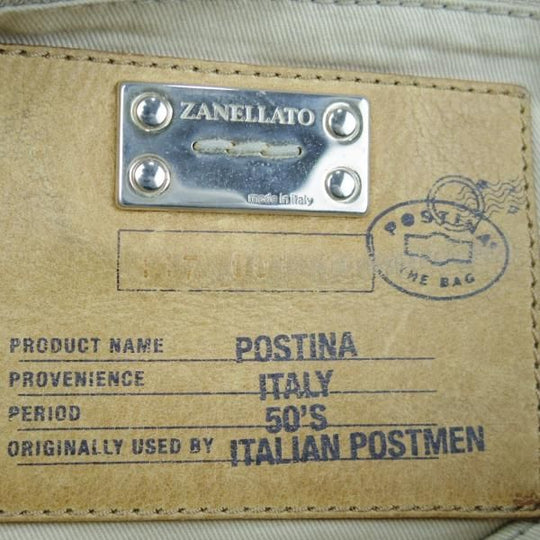 ZANELLATO
made in italy
POSTINA
THE BAG
PRODUCT NAME POSTINA
PROVENIENCE ITALY
PERIOD 50'S
ORIGINALLY USED BY ITALIAN POSTMEN